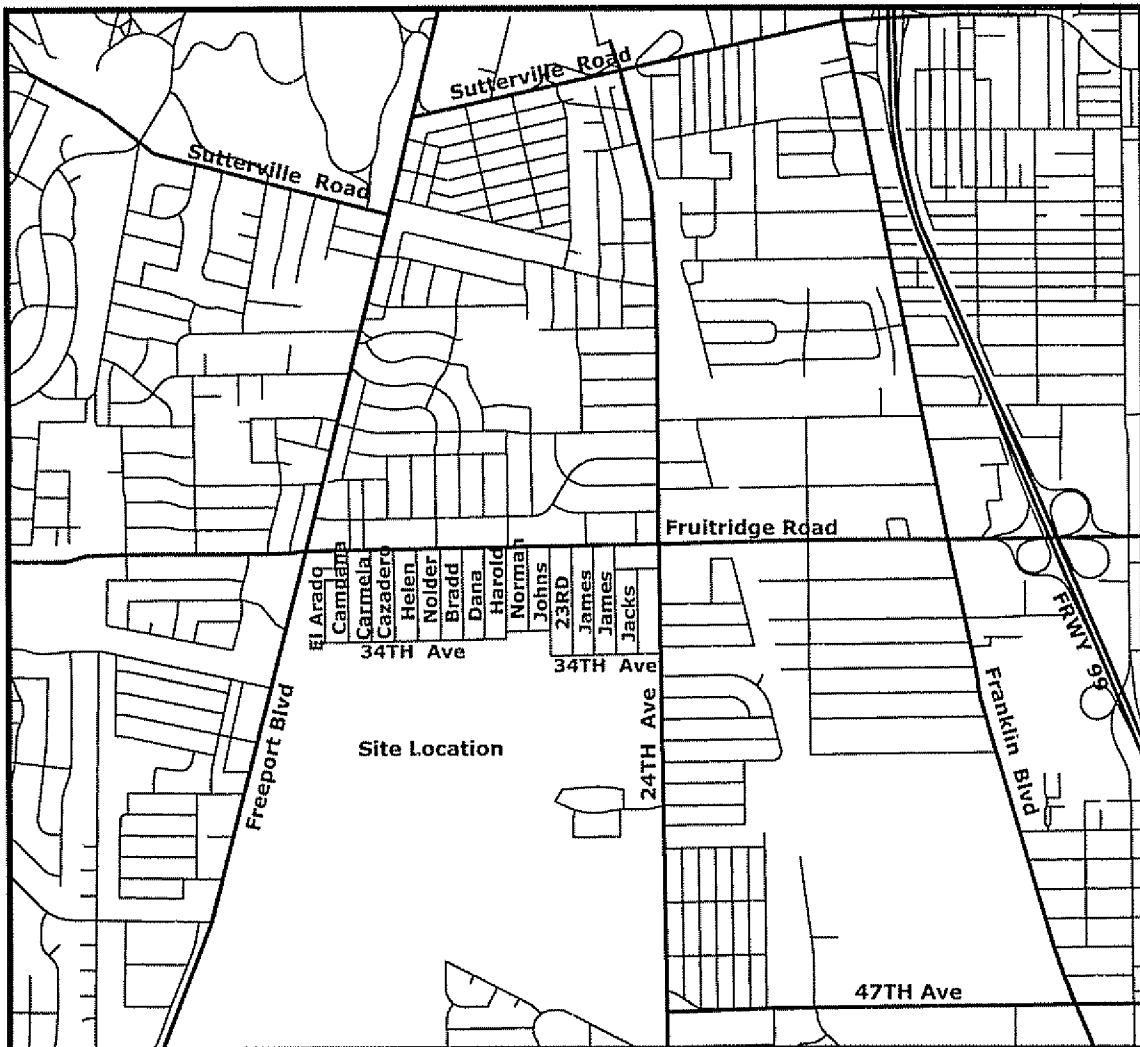 Sutterville Road
Sutterville Road
Fruitridge Road
El Arado
Campana
Carmela
Cazadero
Helen
Nolder
Bradd
Dana
Harold
Norman
Johns
23RD
James
James
Jacks
34TH Ave
34TH Ave
FRWY 99
Freeport Blvd
Site Location
24TH Ave
Franklin Blvd
47TH Ave